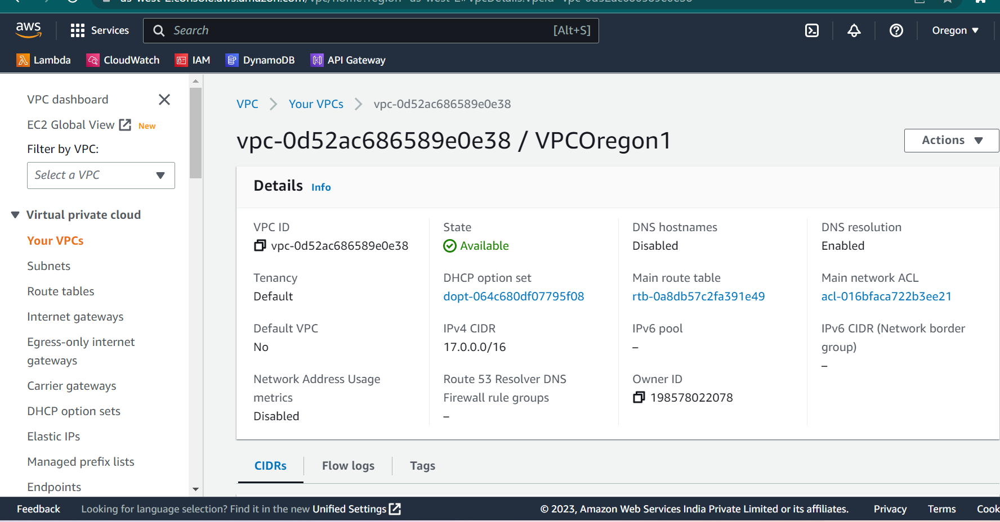 aws Services Search [Alt+S] Oregon
Lambda CloudWatch IAM DynamoDB API Gateway
VPC dashboard
EC2 Global View New
Filter by VPC:
Select a VPC
Virtual private cloud
Your VPCs
Subnets
Route tables
Internet gateways
Egress-only internet
gateways
Carrier gateways
DHCP option sets
Elastic IPs
Managed prefix lists
Endpoints
VPC Your VPCs vpc-0d52ac686589e0e38
vpc-0d52ac686589e0e38 / VPCOregon1
Actions
Details Info
VPC ID
vpc-0d52ac686589e0e38
State
Available
DNS hostnames
Disabled
DNS resolution
Enabled
Tenancy
Default
DHCP option set
dopt-064c680df07795f08
Main route table
rtb-0a8db57c2fa391e49
Main network ACL
acl-016bfaca722b3ee21
Default VPC
No
IPv4 CIDR
17.0.0.0/16
IPv6 pool
–
IPv6 CIDR (Network border
group)
–
Network Address Usage
metrics
Disabled
Route 53 Resolver DNS
Firewall rule groups
–
Owner ID
198578022078
CIDRs Flow logs Tags
Feedback Looking for language selection? Find it in the new Unified Settings © 2023, Amazon Web Services India Private Limited or its affiliates. Privacy Terms Cook